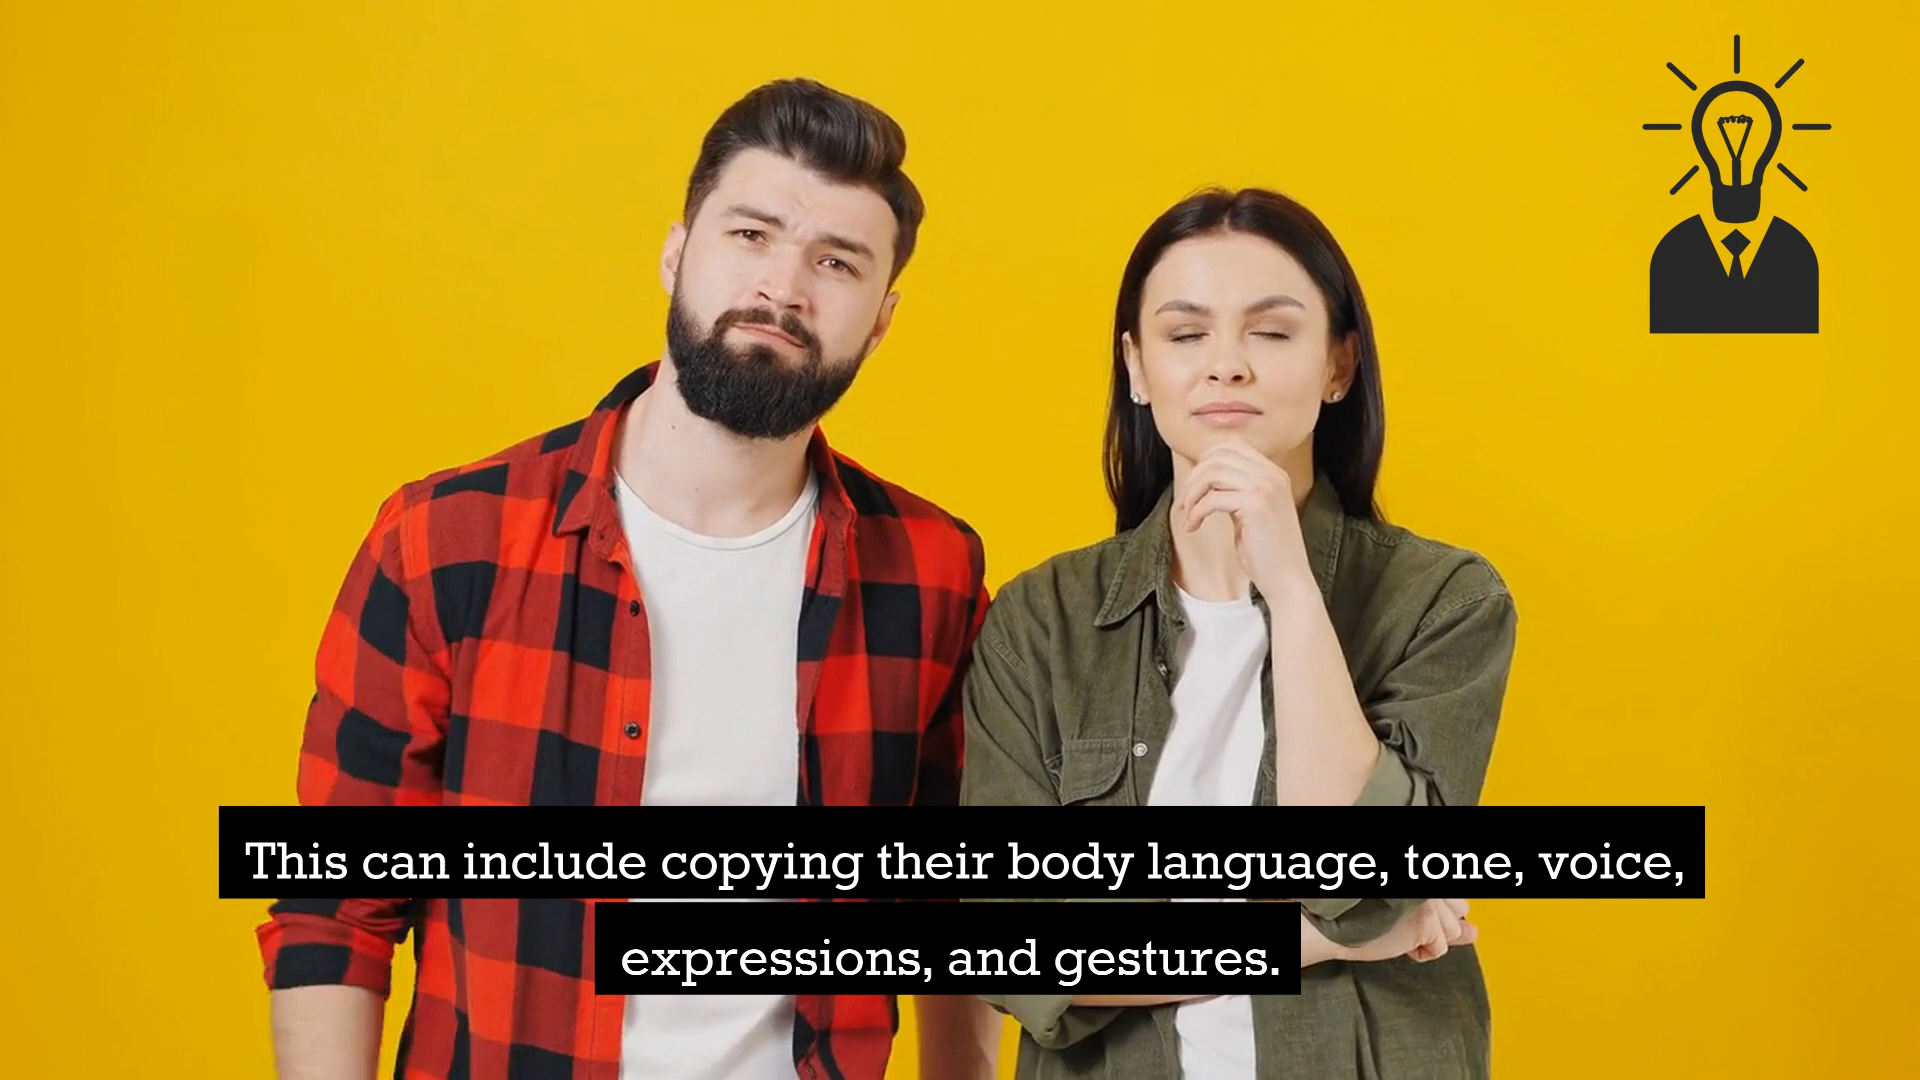 This can include copying their body language, tone, voice,
expressions, and gestures.